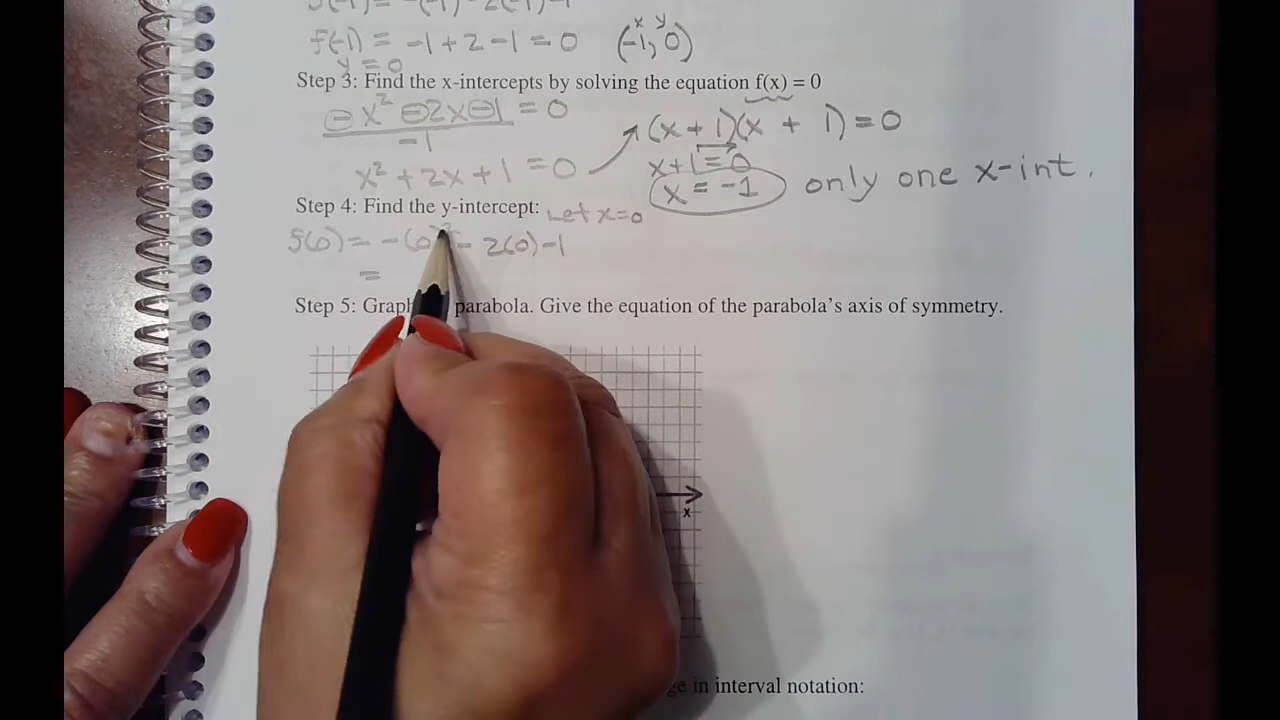 f(-1) = -1 + 2 - 1 = 0 (-1, 0)
x y
y = 0
Step 3: Find the x-intercepts by solving the equation f(x) = 0
-x² -2x -1 = 0
-1
(x + 1)(x + 1) = 0
x² + 2x + 1 = 0
x + 1 = 0
x = -1 only one x-int.
Step 4: Find the y-intercept: Let x = 0
f(0) = -(0)² - 2(0) - 1
=
Step 5: Graph parabola. Give the equation of the parabola's axis of symmetry.
x
in interval notation: